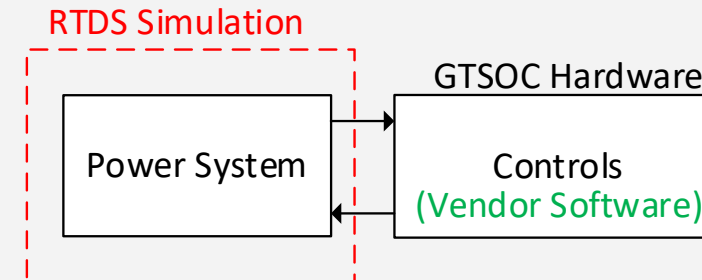 RTDS Simulation
GTSOC Hardware
Power System
Controls
(Vendor Software)